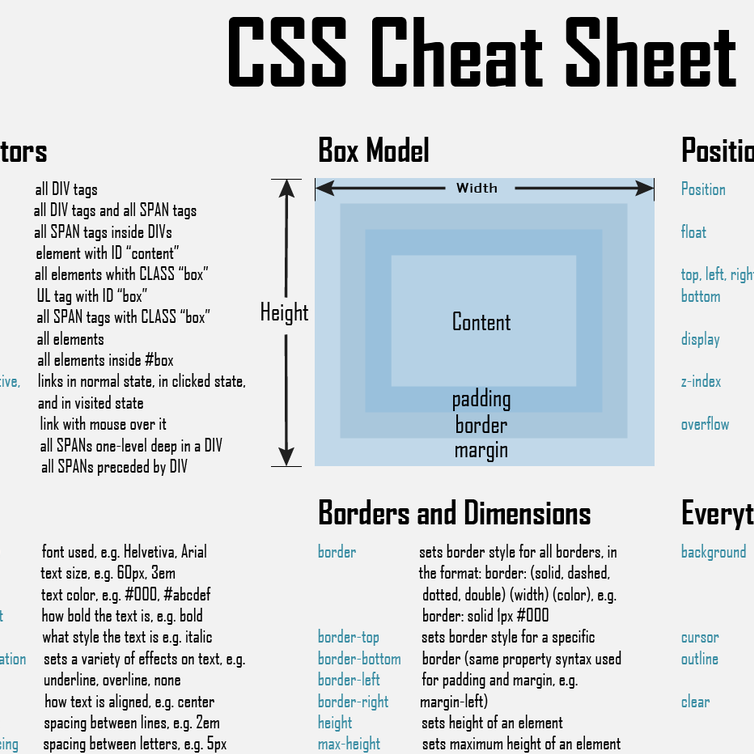 CSS Cheat Sheet
tors
all DIV tags
all DIV tags and all SPAN tags
all SPAN tags inside DIVs
element with ID “content”
all elements whith CLASS “box”
UL tag with ID “box”
all SPAN tags with CLASS “box”
all elements
all elements inside #box
tive, links in normal state, in clicked state,
and in visited state
link with mouse over it
all SPANs one-level deep in a DIV
all SPANs preceded by DIV
font used, e.g. Helvetiva, Arial
text size, e.g. 60px, 3em
text color, e.g. #000, #abcdef
t how bold the text is, e.g. bold
what style the text is e.g. italic
ation sets a variety of effects on text, e.g.
underline, overline, none
how text is aligned, e.g. center
spacing between lines, e.g. 2em
cing spacing between letters, e.g. 5px
Box Model
Width
Height
Content
padding
border
margin
Borders and Dimensions
border sets border style for all borders, in
the format: border: (solid, dashed,
dotted, double) (width) (color), e.g.
border: solid 1px #000
border-top sets border style for a specific
border-bottom border (same property syntax used
border-left for padding and margin, e.g.
border-right margin-left)
height sets height of an element
max-height sets maximum height of an element
Positio
Position
float
top, left, righ
bottom
display
z-index
overflow
Everyt
background
cursor
outline
clear